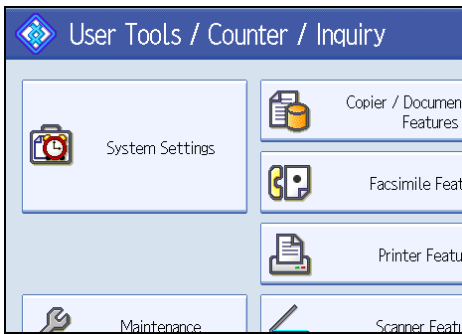 User Tools / Counter / Inquiry
System Settings
Copier / Documen
Features
Facsimile Feat
Printer Featu
Maintenance
Scanner Featu